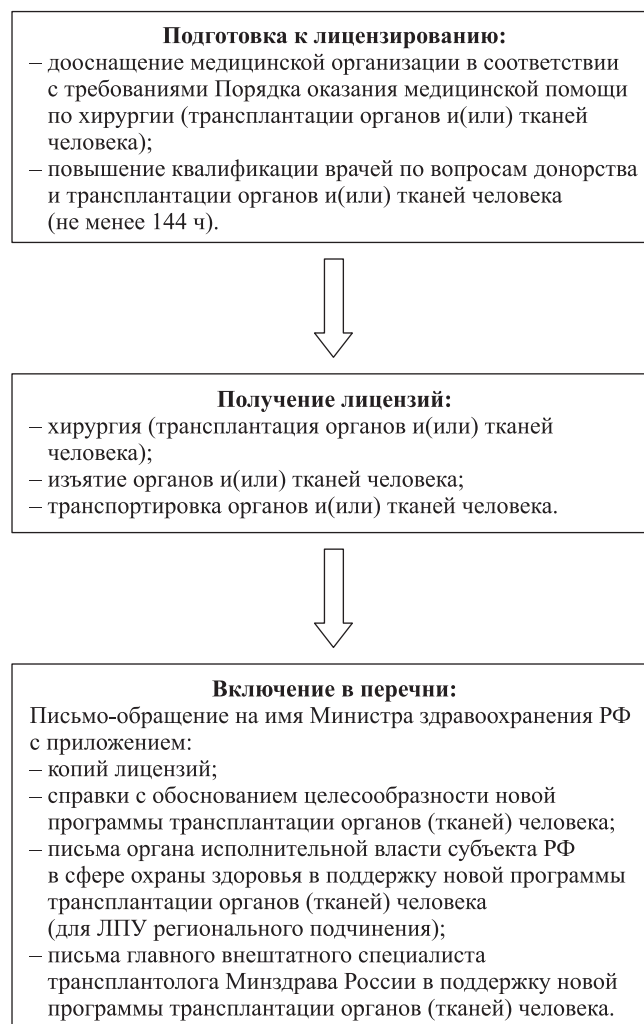 Подготовка к лицензированию:
– дооснащение медицинской организации в соответствии
с требованиями Порядка оказания медицинской помощи
по хирургии (трансплантации органов и(или) тканей
человека);
– повышение квалификации врачей по вопросам донорства
и трансплантации органов и(или) тканей человека
(не менее 144 ч).
Получение лицензий:
– хирургия (трансплантация органов и(или) тканей
человека);
– изъятие органов и(или) тканей человека;
– транспортировка органов и(или) тканей человека.
Включение в перечни:
Письмо-обращение на имя Министра здравоохранения РФ
с приложением:
– копий лицензий;
– справки с обоснованием целесообразности новой
программы трансплантации органов (тканей) человека;
– письма органа исполнительной власти субъекта РФ
в сфере охраны здоровья в поддержку новой программы
трансплантации органов (тканей) человека
(для ЛПУ регионального подчинения);
– письма главного внештатного специалиста
трансплантолога Минздрава России в поддержку новой
программы трансплантации органов (тканей) человека.